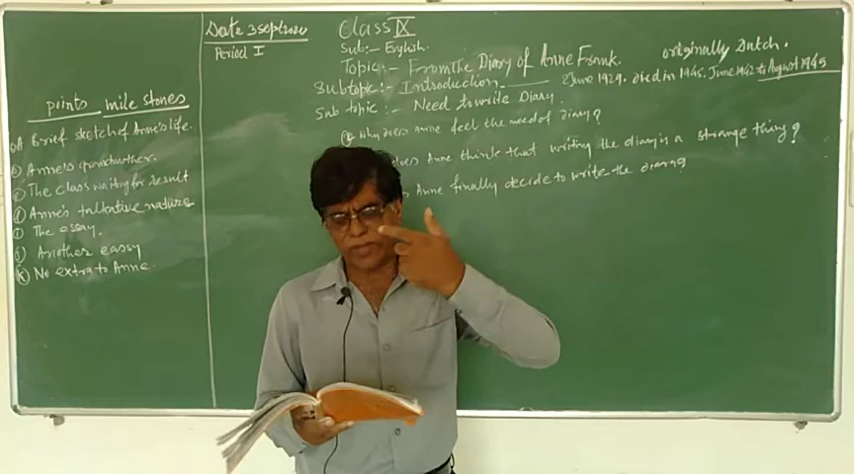 points mile stones
A Brief sketch of Anne's life.
Anne's grandmother.
The class waiting for result
Anne's talkative nature
The essay.
Another eassy
No extra to Anne.
Date 3 sept 2020
Period I
Class IX
Sub:- English.
Topic:- From the Diary of Anne Frank. originally Dutch.
Subtopic:- Introduction. June 1929. died in 1945. June 1942 to August 1945
Sub topic:- Need to write Diary.
Why does anne feel the need of diary?
does Anne think that writing the diary is a strange thing?
Anne finally decide to write the diary?